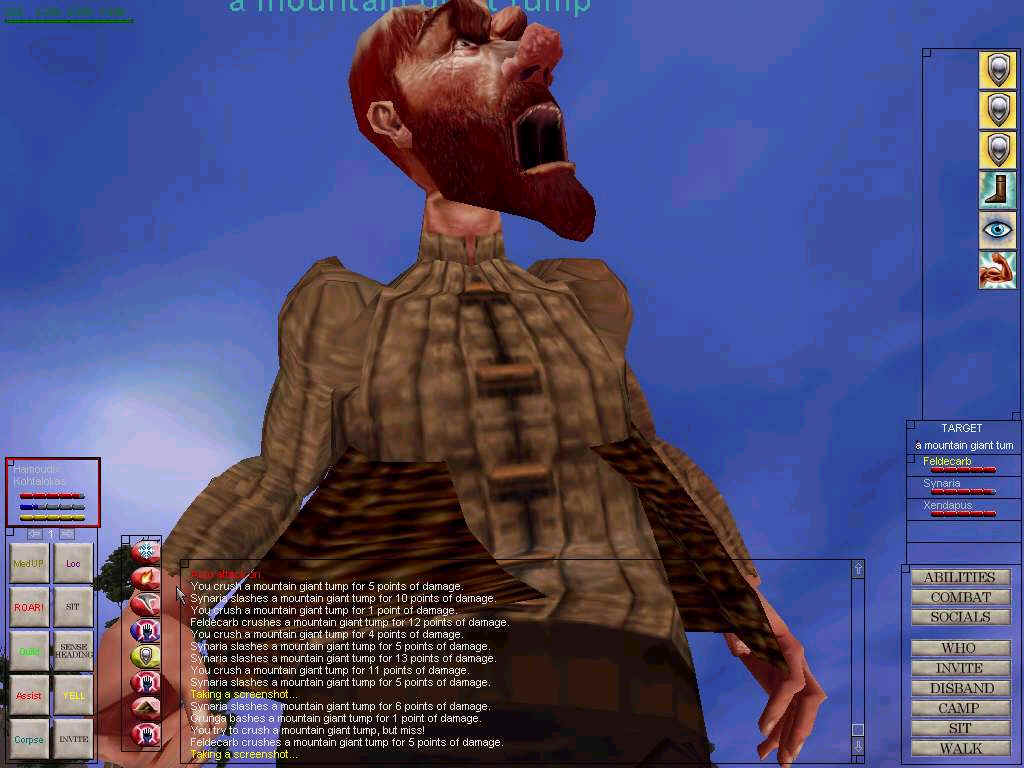 a mountain giant tump
TARGET
a mountain giant tum
Feldecarb
Synaria
Xendapus
Hamoudi
Kohtalokas
1
MedUP
Loc
ROAR!
SIT
Build
SENSE
HEADING
Assist
YELL
Corpse
INVITE
Auto attack on
You crush a mountain giant tump for 5 points of damage.
Synaria slashes a mountain giant tump for 10 points of damage.
You crush a mountain giant tump for 1 point of damage.
Feldecarb crushes a mountain giant tump for 12 points of damage.
You crush a mountain giant tump for 4 points of damage.
Synaria slashes a mountain giant tump for 5 points of damage.
Synaria slashes a mountain giant tump for 13 points of damage.
You crush a mountain giant tump for 11 points of damage.
Synaria slashes a mountain giant tump for 5 points of damage.
Taking a screenshot...
Synaria slashes a mountain giant tump for 6 points of damage.
Grunga bashes a mountain giant tump for 1 point of damage.
You try to crush a mountain giant tump, but miss!
Feldecarb crushes a mountain giant tump for 5 points of damage.
Taking a screenshot...
ABILITIES
COMBAT
SOCIALS
WHO
INVITE
DISBAND
CAMP
SIT
WALK